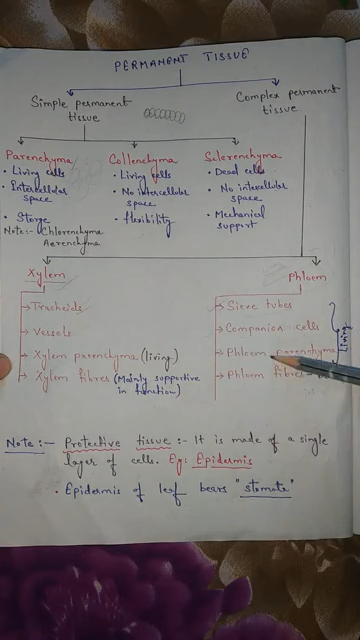 PERMANENT TISSUE
Simple permanent tissue
Complex permanent tissue
Parenchyma
• Living cells
• Intercellular space
• Storge
Note:- Chlorenchyma
Aerenchyma
Collenchyma
• Living cells
• No intercellular space
• flexibility
Sclerenchyma
• Dead cells
• No intercellular space
• Mechanical support
Xylem
→ Tracheids
→ Vessels
→ Xylem parenchyma (living)
→ Xylem fibres (Mainly supportive in function)
Phloem
→ Sieve tubes
→ Companion cells
→ Phloem parenchyma
→ Phloem fibres
Living
Note :- Protective tissue :- It is made of a single
layer of cells. Eg: Epidermis
• Epidermis of leaf bears "stomata"